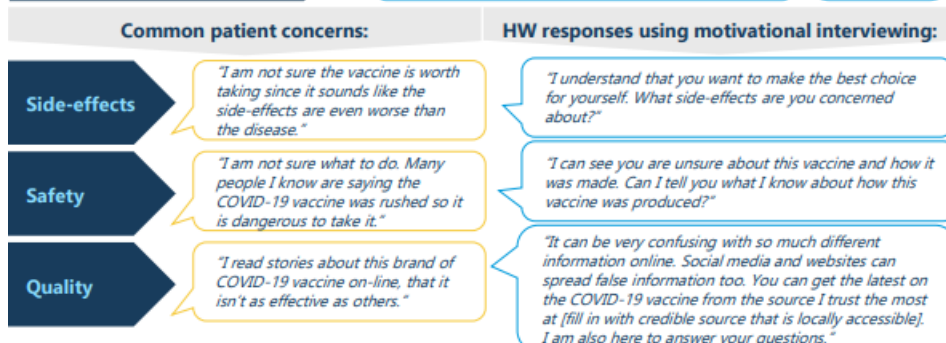 Common patient concerns:
HW responses using motivational interviewing:
Side-effects
"I am not sure the vaccine is worth
taking since it sounds like the
side-effects are even worse than
the disease."
"I understand that you want to make the best choice
for yourself. What side-effects are you concerned
about?"
Safety
"I am not sure what to do. Many
people I know are saying the
COVID-19 vaccine was rushed so it
is dangerous to take it."
"I can see you are unsure about this vaccine and how it
was made. Can I tell you what I know about how this
vaccine was produced?"
Quality
"I read stories about this brand of
COVID-19 vaccine on-line, that it
isn't as effective as others."
"It can be very confusing with so much different
information online. Social media and websites can
spread false information too. You can get the latest on
the COVID-19 vaccine from the source I trust the most
at [fill in with credible source that is locally accessible].
I am also here to answer your questions."